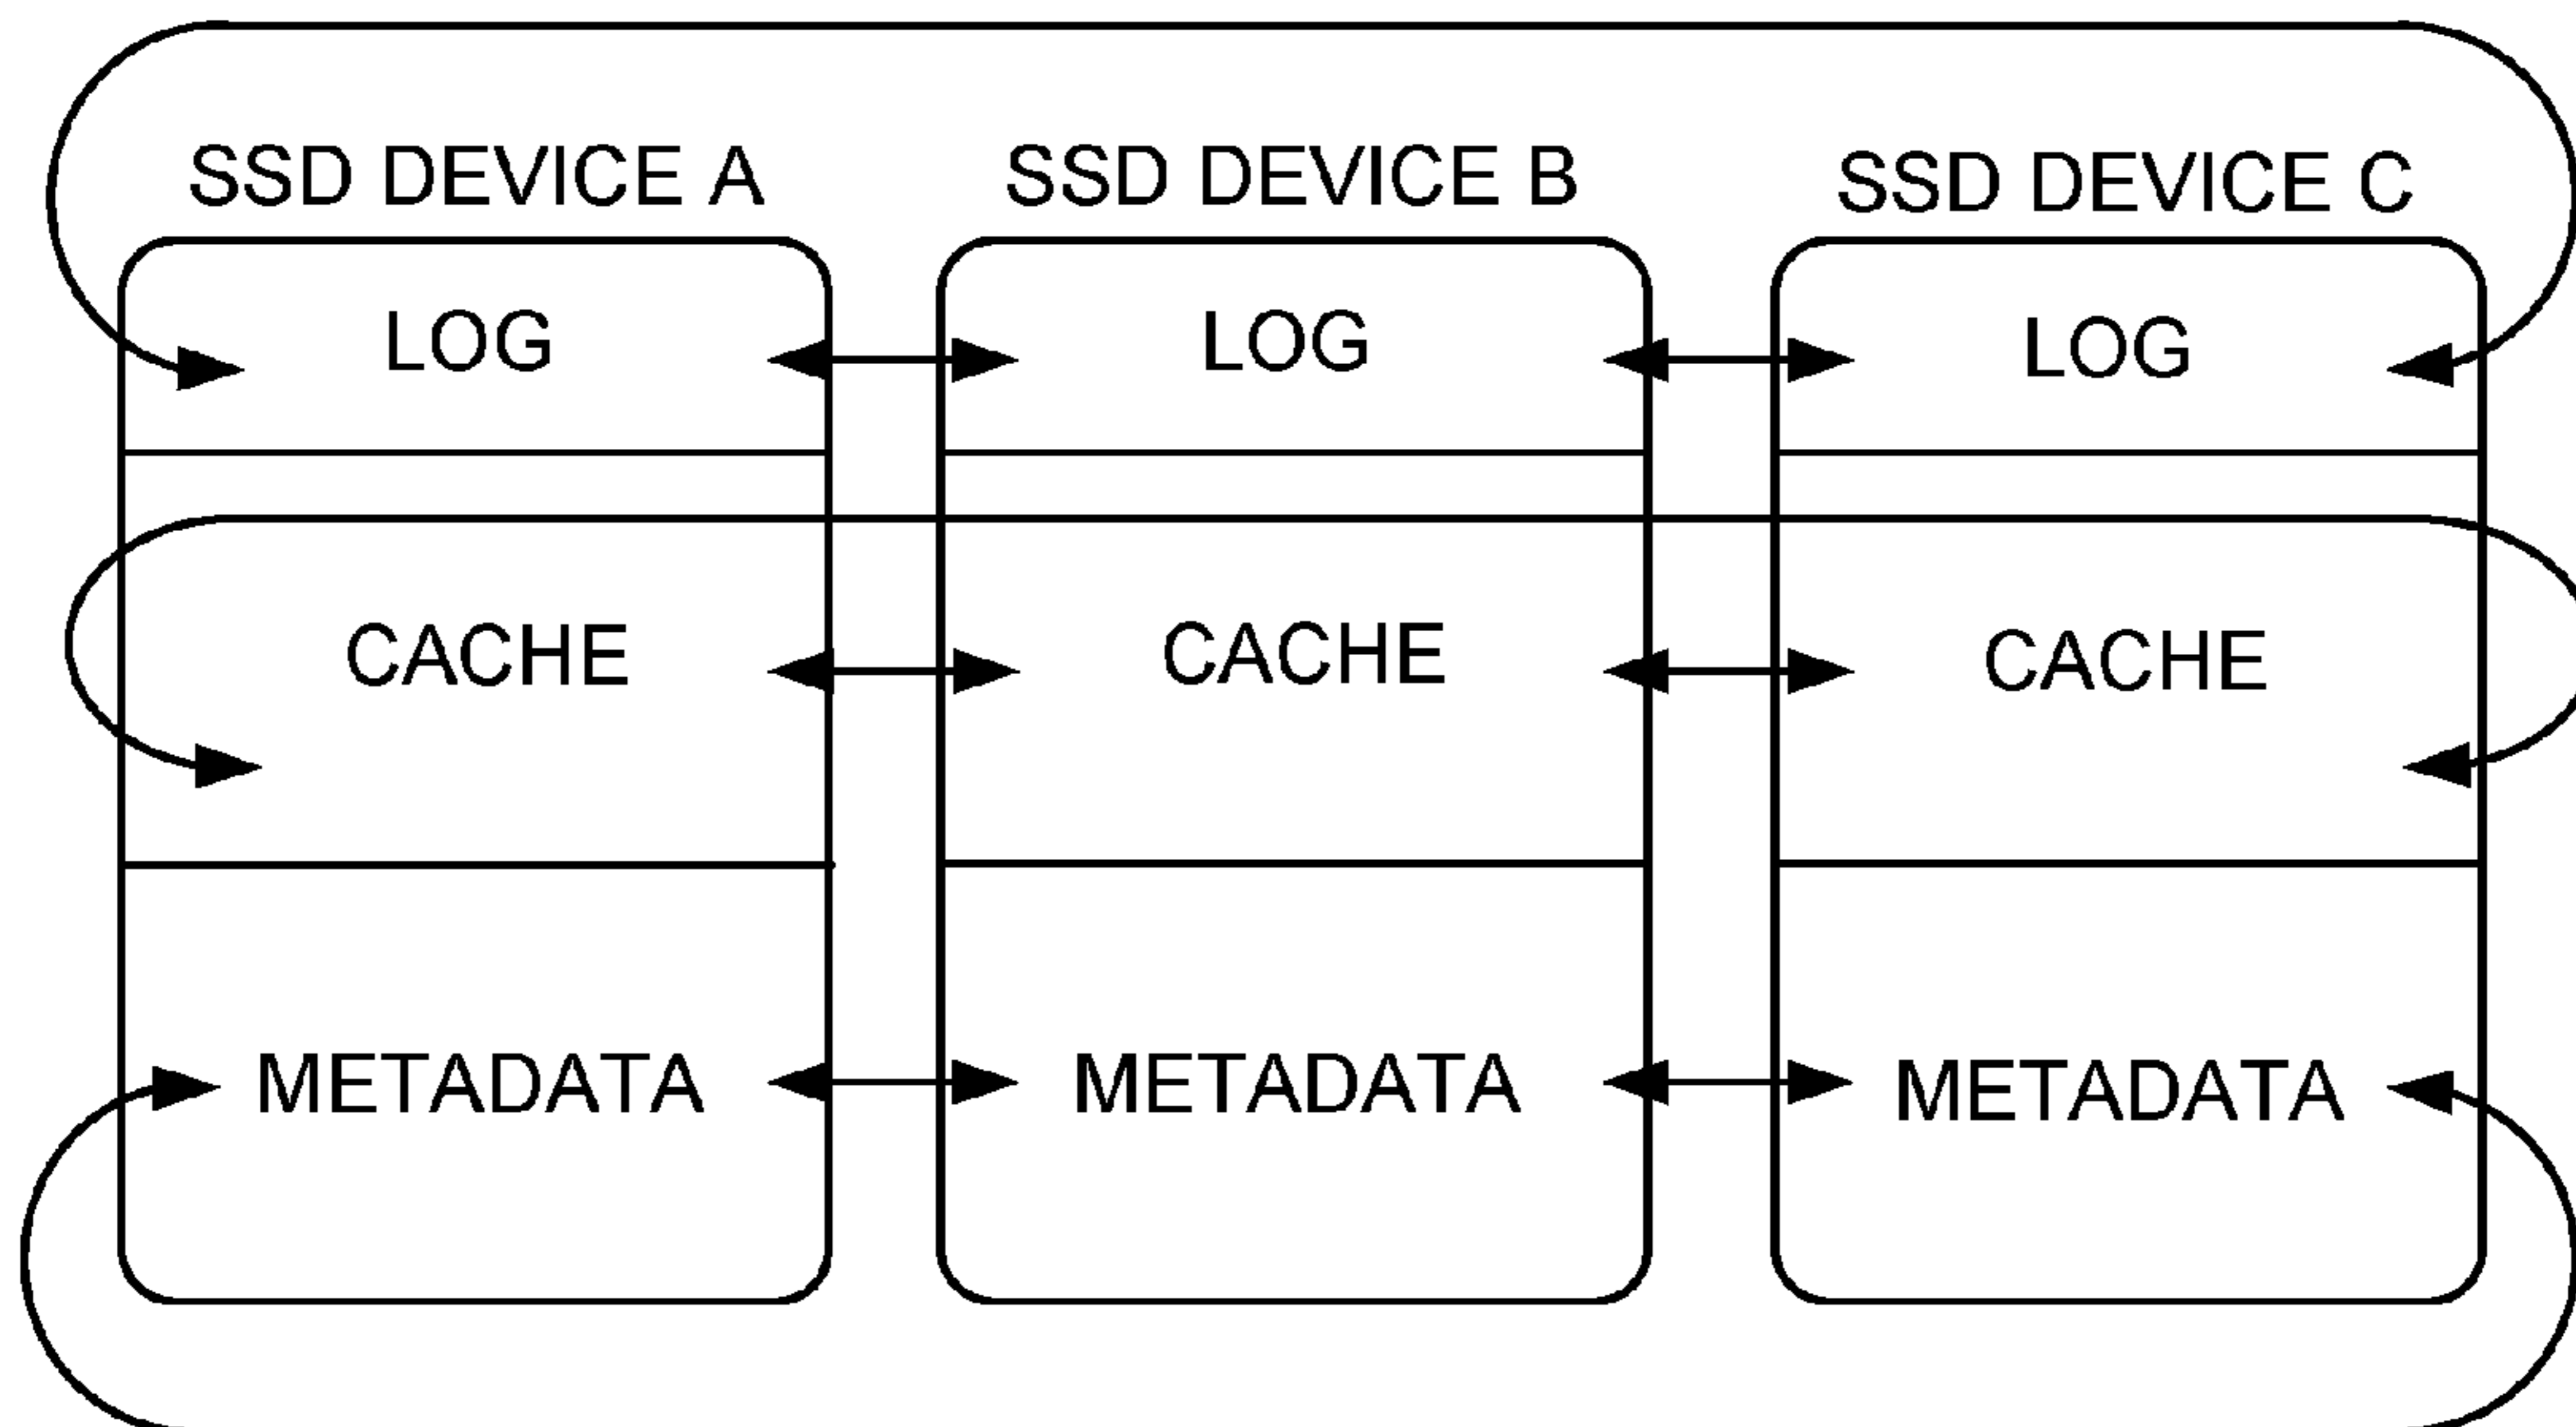 SSD DEVICE A
SSD DEVICE B
SSD DEVICE C
LOG
LOG
LOG
CACHE
CACHE
CACHE
METADATA
METADATA
METADATA